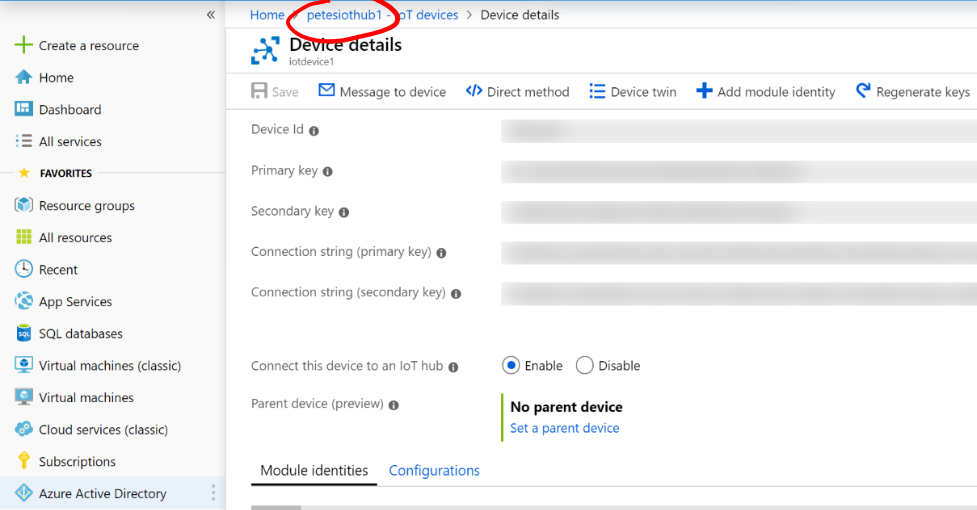 «
Home > petesiothub1 - IoT devices > Device details
Device details
iotdevice1
Save
Message to device
Direct method
Device twin
Add module identity
Regenerate keys
Create a resource
Home
Dashboard
All services
FAVORITES
Resource groups
All resources
Recent
App Services
SQL databases
Virtual machines (classic)
Virtual machines
Cloud services (classic)
Subscriptions
Azure Active Directory
Device Id
Primary key
Secondary key
Connection string (primary key)
Connection string (secondary key)
Connect this device to an IoT hub
Enable
Disable
Parent device (preview)
No parent device
Set a parent device
Module identities
Configurations